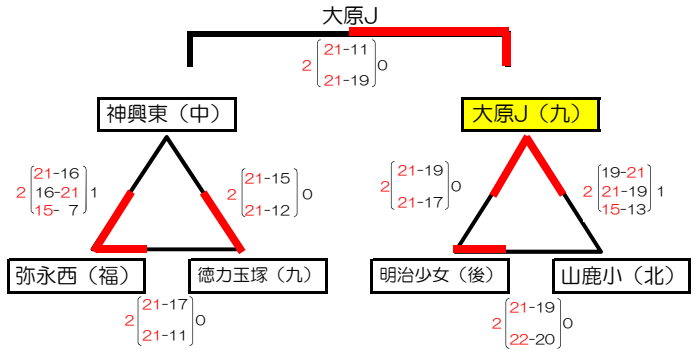 大原J
21-11
2 0
21-19
神興東（中）
大原J（九）
21-16
2 16-21 1
15- 7
21-15
2 0
21-12
21-19
2 0
21-17
19-21
2 21-19 1
15-13
弥永西（福）
徳力玉塚（九）
明治少女（後）
山鹿小（北）
21-17
2 0
21-11
21-19
2 0
22-20